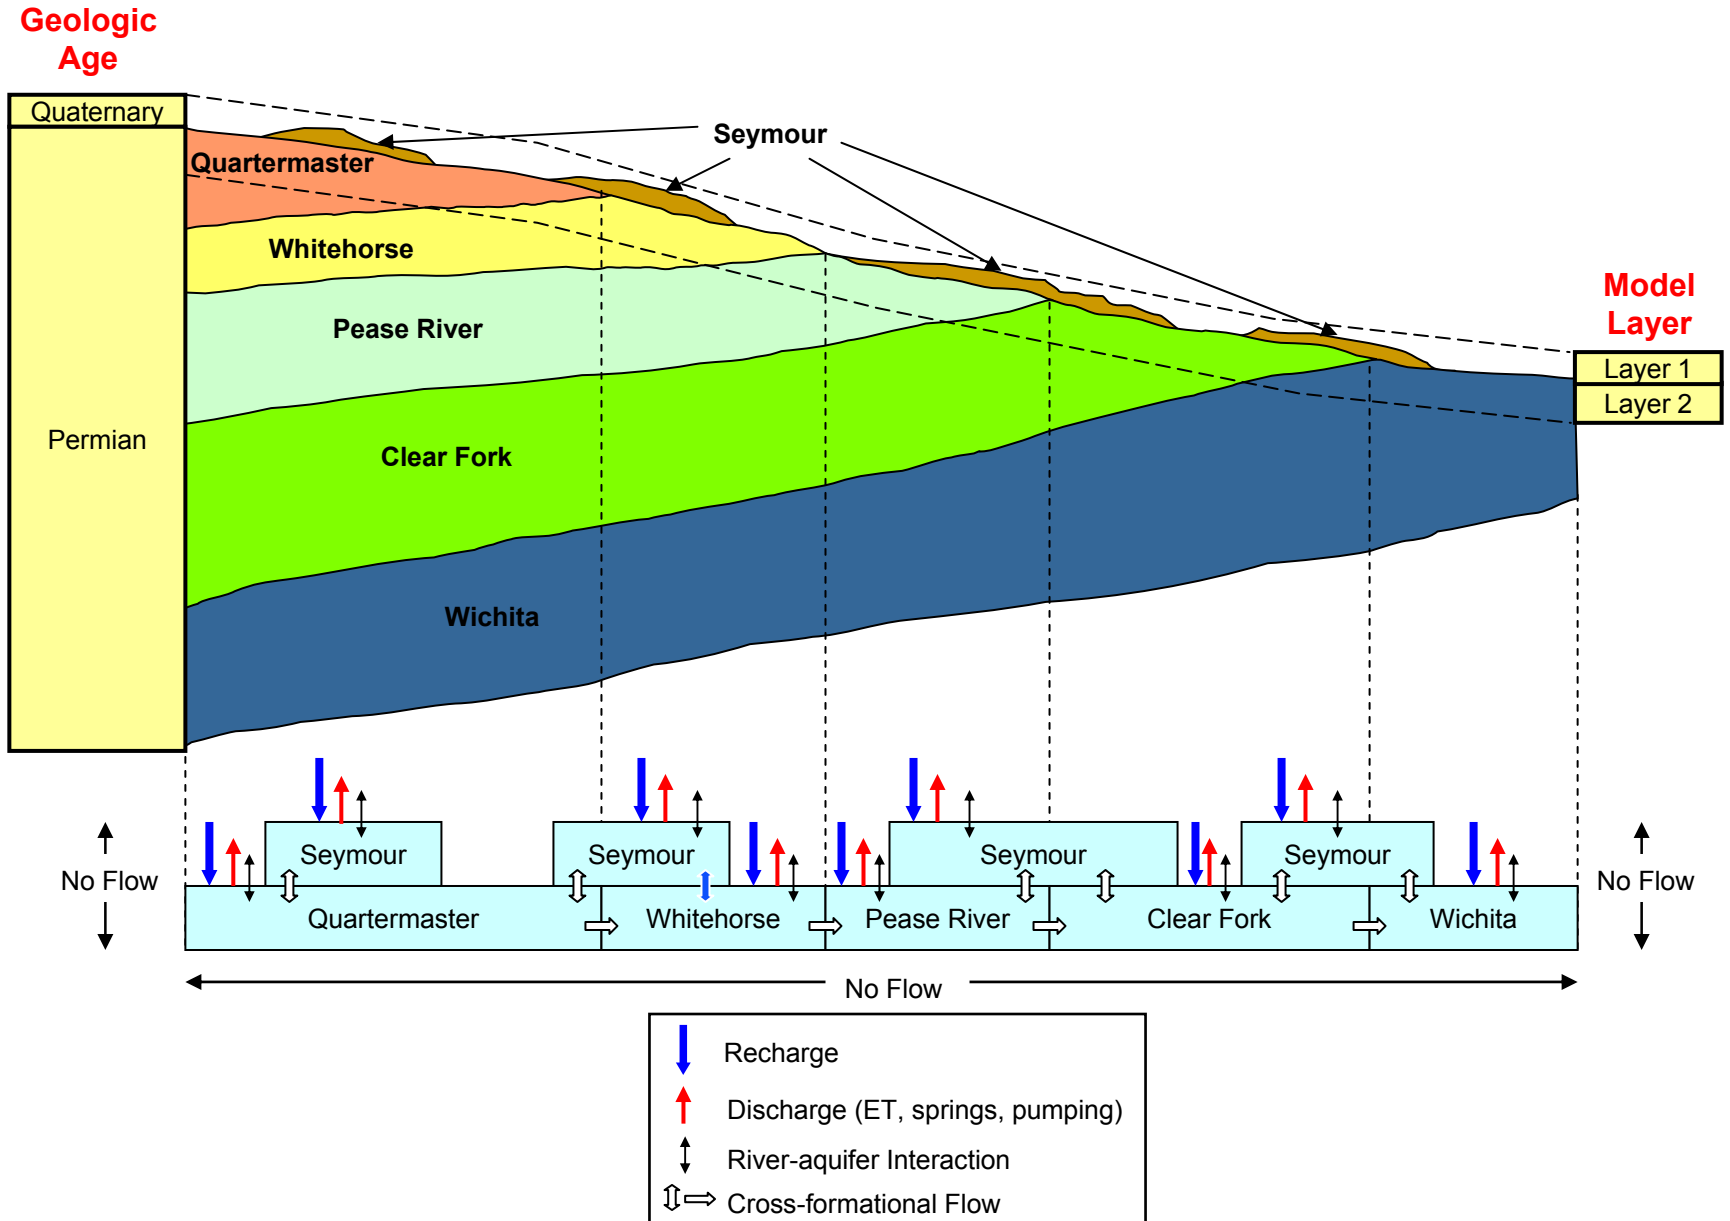 Geologic
Age
Quaternary
Permian
Seymour
Quartermaster
Whitehorse
Pease River
Clear Fork
Wichita
Model
Layer
Layer 1
Layer 2
No Flow
Seymour
Seymour
Seymour
Seymour
Quartermaster
Whitehorse
Pease River
Clear Fork
Wichita
No Flow
No Flow
Recharge
Discharge (ET, springs, pumping)
River-aquifer Interaction
Cross-formational Flow